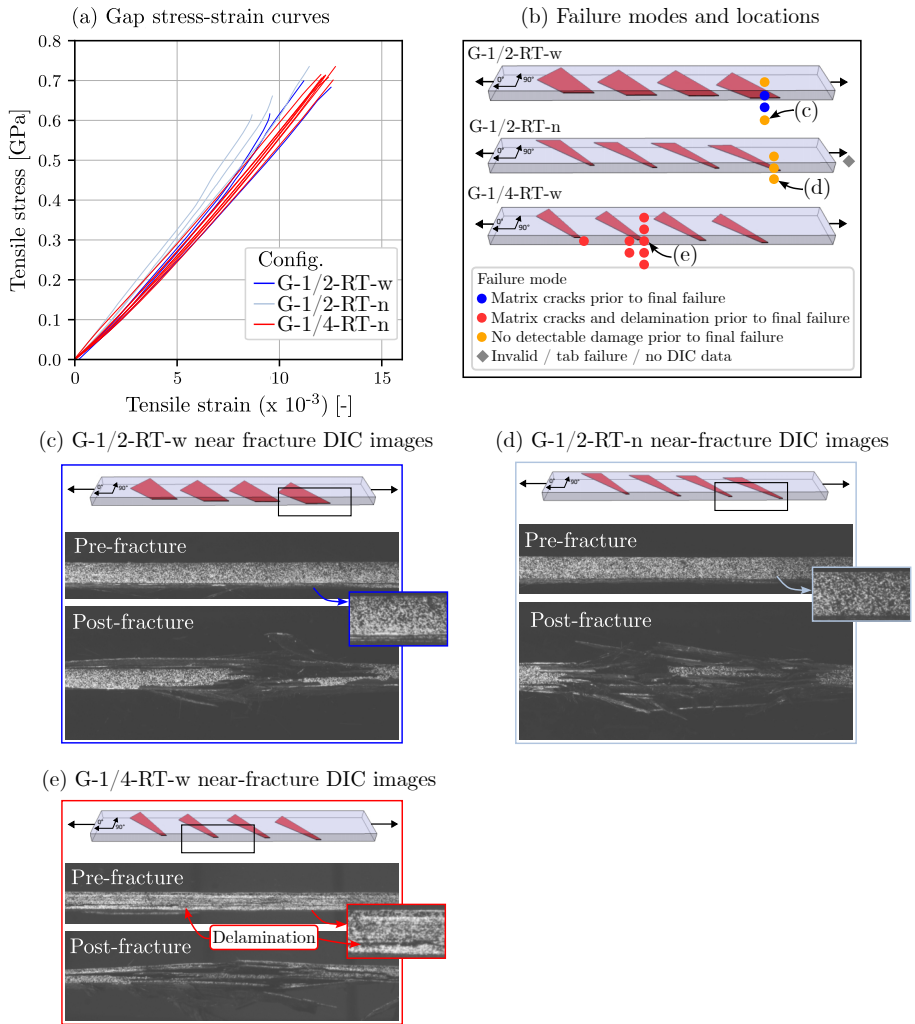 (a) Gap stress-strain curves
0.8
0.7
0.6
0.5
0.4
0.3
0.2
0.1
0.0
Tensile stress [GPa]
0
5
10
15
Tensile strain (x 10⁻³) [-]
Config.
G-1/2-RT-w
G-1/2-RT-n
G-1/4-RT-n
(b) Failure modes and locations
G-1/2-RT-w
0°
90°
(c)
G-1/2-RT-n
0°
90°
(d)
G-1/4-RT-w
0°
90°
(e)
Failure mode
Matrix cracks prior to final failure
Matrix cracks and delamination prior to final failure
No detectable damage prior to final failure
Invalid / tab failure / no DIC data
(c) G-1/2-RT-w near fracture DIC images
0°
90°
Pre-fracture
Post-fracture
(d) G-1/2-RT-n near-fracture DIC images
0°
90°
Pre-fracture
Post-fracture
(e) G-1/4-RT-w near-fracture DIC images
0°
90°
Pre-fracture
Delamination
Post-fracture